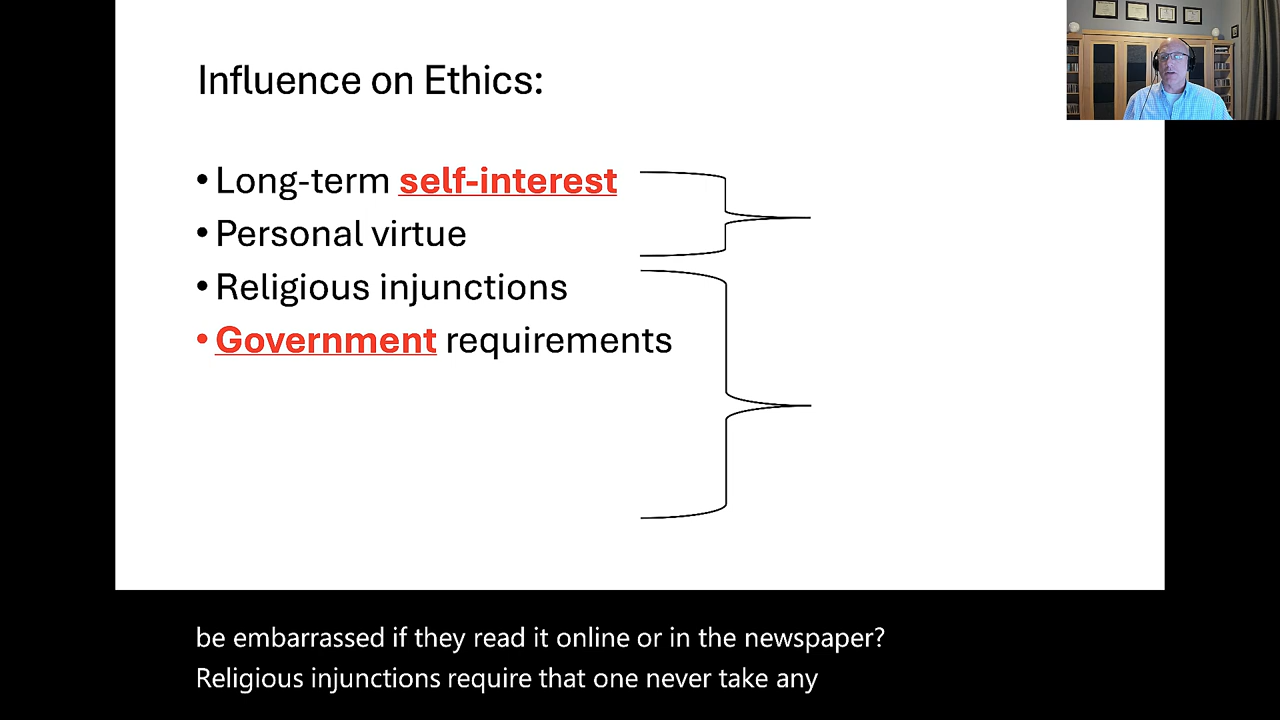 Influence on Ethics:
• Long-term self-interest
• Personal virtue
• Religious injunctions
• Government requirements
be embarrassed if they read it online or in the newspaper?
Religious injunctions require that one never take any